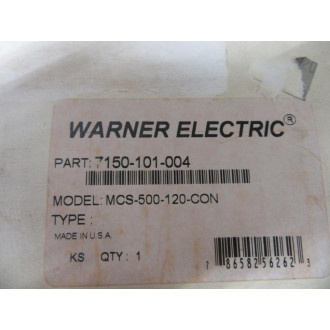 WARNER ELECTRIC®
PART: 7150-101-004
MODEL: MCS-500-120-CON
TYPE :
MADE IN U.S.A.
KS QTY : 1
7 86582 56262 3